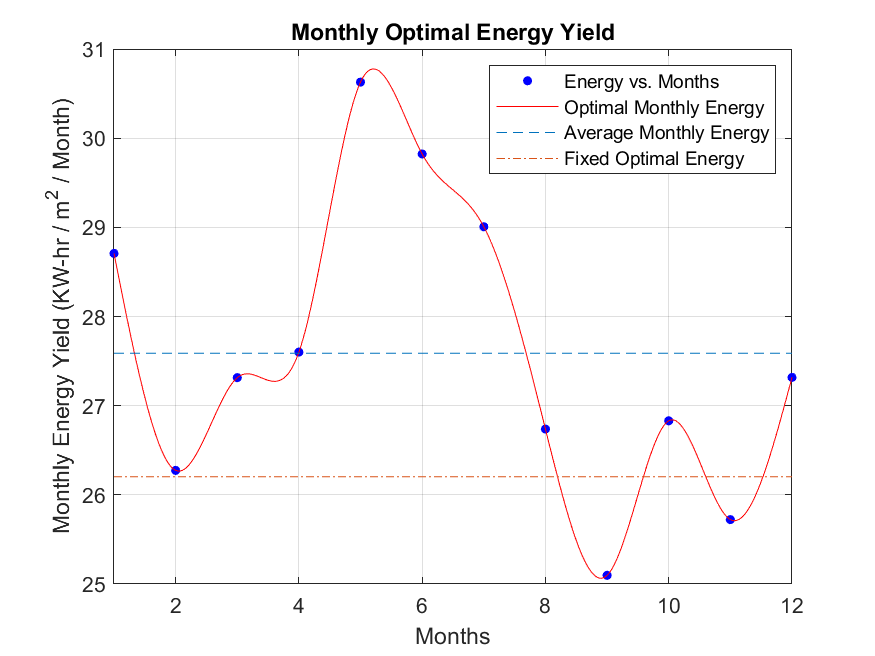 Monthly Optimal Energy Yield
Monthly Energy Yield (KW-hr / m² / Month)
31
30
29
28
27
26
25
Energy vs. Months
Optimal Monthly Energy
Average Monthly Energy
Fixed Optimal Energy
2 4 6 8 10 12
Months